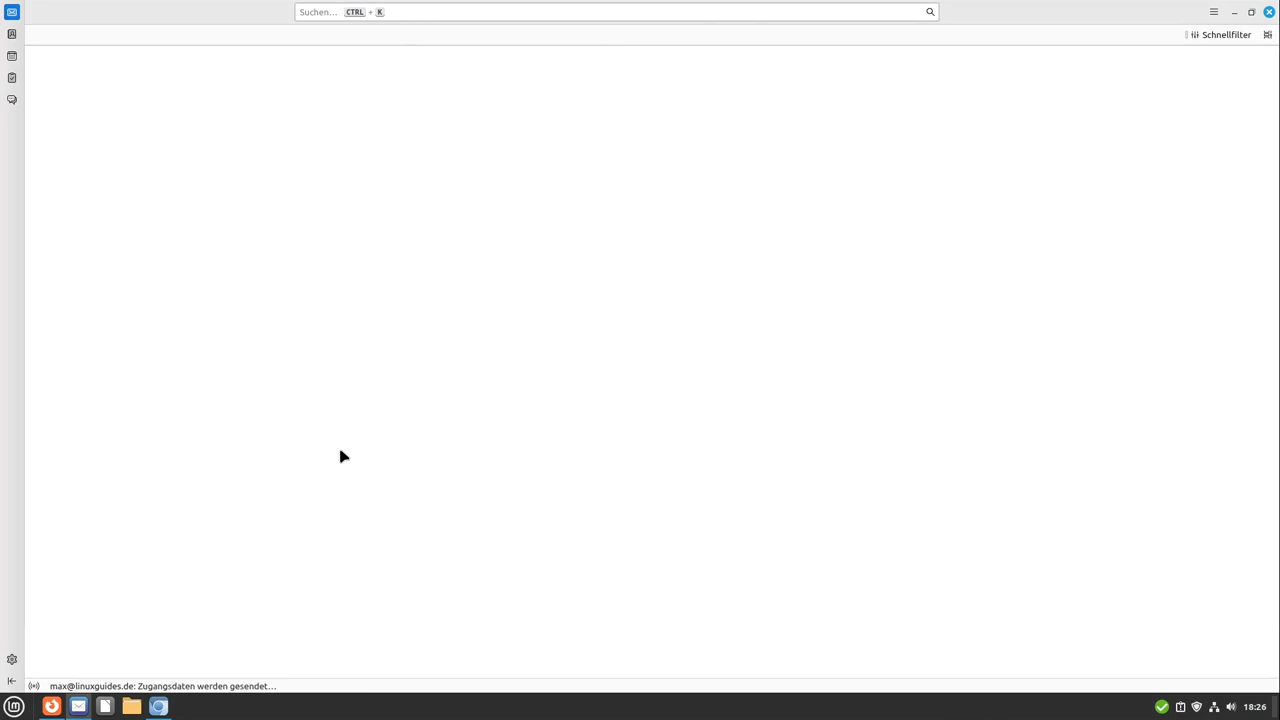 Suchen… CTRL + K
Schnellfilter
max@linuxguides.de: Zugangsdaten werden gesendet…
18:26